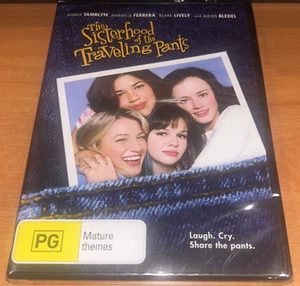 AMBER TAMBLYN AMERICA FERRERA BLAKE LIVELY and ALEXIS BLEDEL
The
Sisterhood of the
Traveling Pants
Laugh. Cry.
Share the pants.
PG
Mature
themes